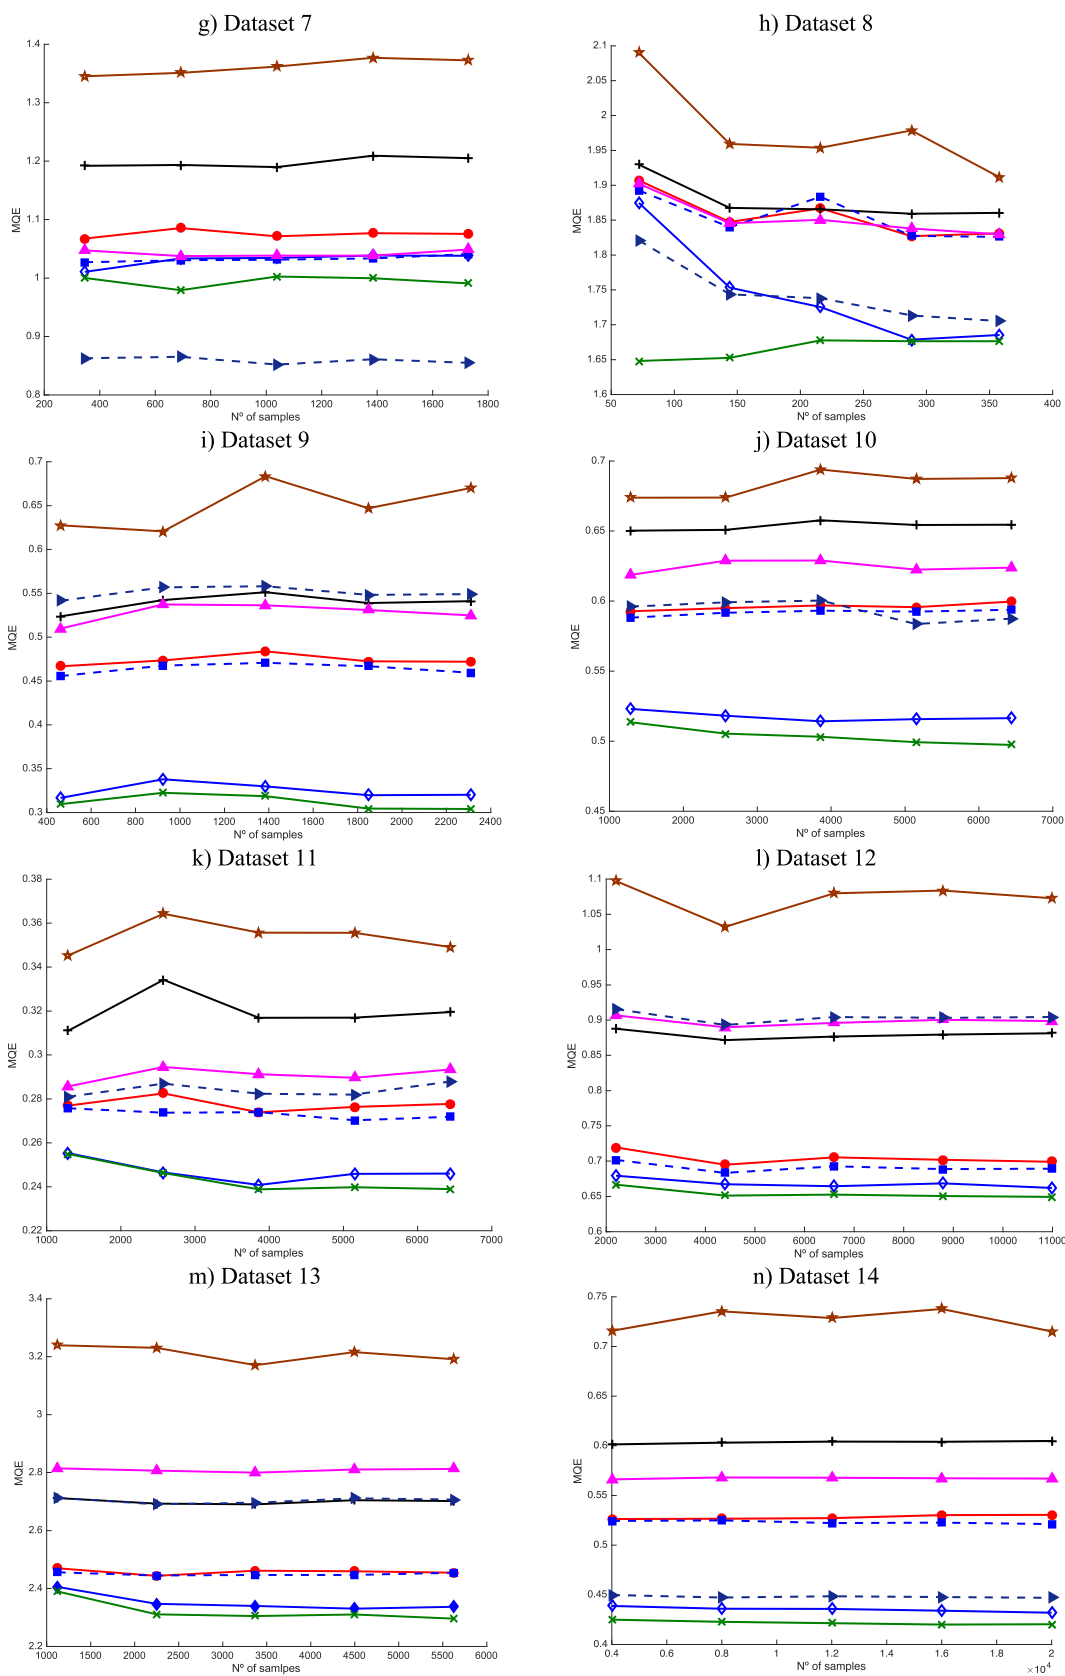 g) Dataset 7
1.4
1.3
1.2
1.1
1
0.9
0.8
MQE
200 400 600 800 1000 1200 1400 1600 1800
Nº of samples
h) Dataset 8
2.1
2.05
2
1.95
1.9
1.85
1.8
1.75
1.7
1.65
1.6
MQE
50 100 150 200 250 300 350 400
Nº of samples
i) Dataset 9
0.7
0.65
0.6
0.55
0.5
0.45
0.4
0.35
0.3
MQE
400 600 800 1000 1200 1400 1600 1800 2000 2200 2400
Nº of samples
j) Dataset 10
0.7
0.65
0.6
0.55
0.5
0.45
MQE
1000 2000 3000 4000 5000 6000 7000
Nº of samples
k) Dataset 11
0.38
0.36
0.34
0.32
0.3
0.28
0.26
0.24
0.22
MQE
1000 2000 3000 4000 5000 6000 7000
Nº of samples
l) Dataset 12
1.1
1.05
1
0.95
0.9
0.85
0.8
0.75
0.7
0.65
0.6
MQE
2000 3000 4000 5000 6000 7000 8000 9000 10000 11000
Nº of samples
m) Dataset 13
3.4
3.2
3
2.8
2.6
2.4
2.2
MQE
1000 1500 2000 2500 3000 3500 4000 4500 5000 5500 6000
Nº of samples
n) Dataset 14
0.75
0.7
0.65
0.6
0.55
0.5
0.45
0.4
MQE
0.4 0.6 0.8 1 1.2 1.4 1.6 1.8 2
Nº of samples
×10⁴